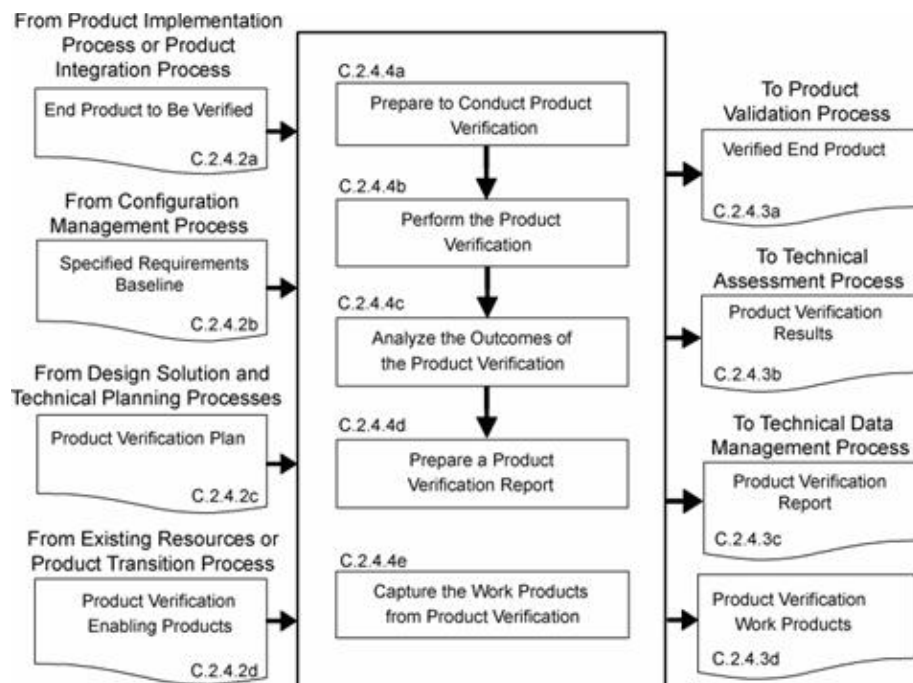 From Product Implementation
Process or Product
Integration Process
End Product to Be Verified
C.2.4.2a
From Configuration
Management Process
Specified Requirements
Baseline
C.2.4.2b
From Design Solution and
Technical Planning Processes
Product Verification Plan
C.2.4.2c
From Existing Resources or
Product Transition Process
Product Verification
Enabling Products
C.2.4.2d
C.2.4.4a
Prepare to Conduct Product
Verification
C.2.4.4b
Perform the Product
Verification
C.2.4.4c
Analyze the Outcomes of
the Product Verification
C.2.4.4d
Prepare a Product
Verification Report
C.2.4.4e
Capture the Work Products
from Product Verification
To Product
Validation Process
Verified End Product
C.2.4.3a
To Technical
Assessment Process
Product Verification
Results
C.2.4.3b
To Technical Data
Management Process
Product Verification
Report
C.2.4.3c
Product Verification
Work Products
C.2.4.3d